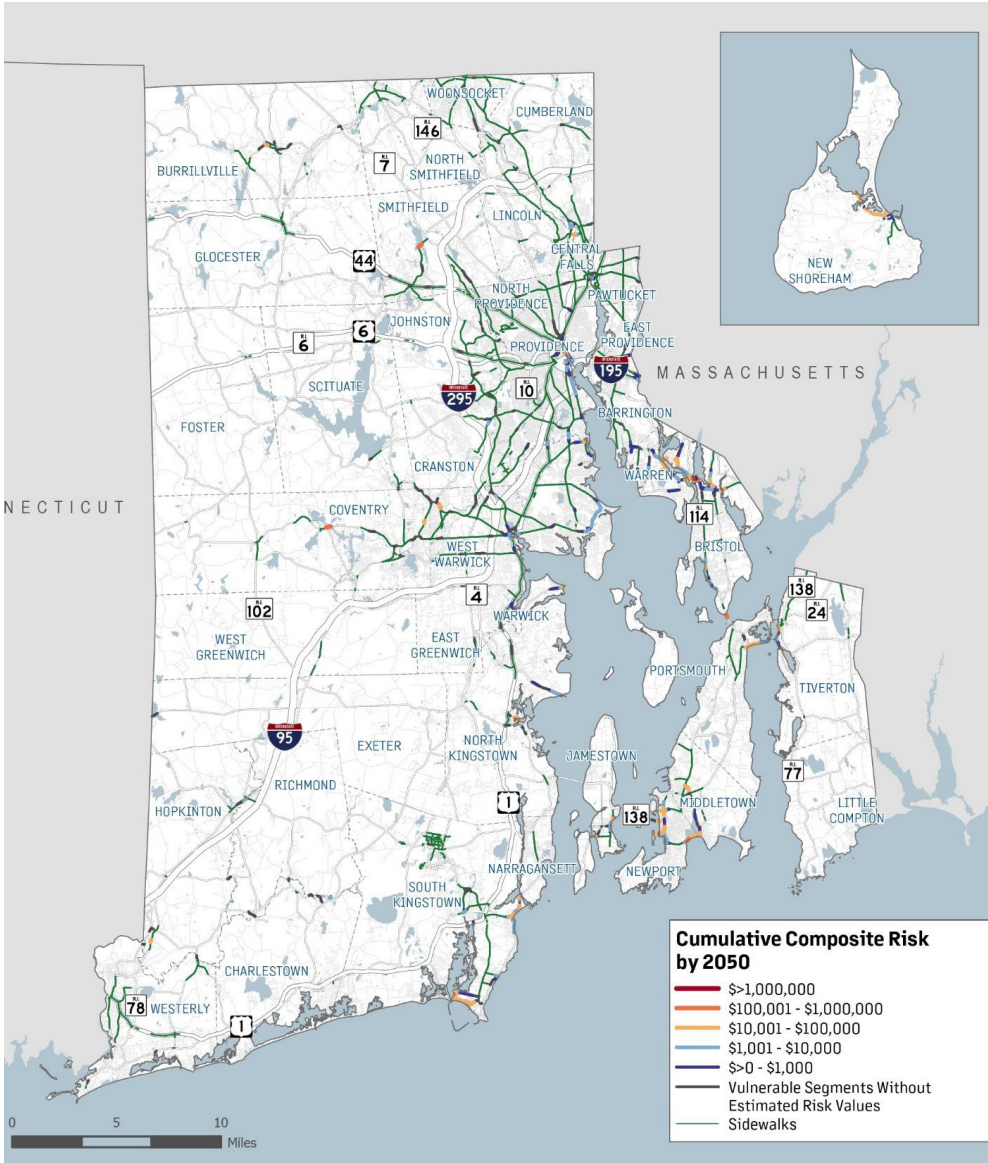 WOONSOCKET
CUMBERLAND
R.I.
146
R.I.
7
NORTH
SMITHFIELD
BURRILLVILLE
SMITHFIELD
LINCOLN
GLOCESTER
44
CENTRAL
FALLS
NORTH
PROVIDENCE
PAWTUCKET
JOHNSTON
EAST
PROVIDENCE
6
R.I.
6
PROVIDENCE
INTERSTATE
195
MASSACHUSETTS
SCITUATE
INTERSTATE
295
R.I.
10
BARRINGTON
FOSTER
CRANSTON
WARREN
NECTICUT
COVENTRY
R.I.
114
WEST
WARWICK
BRISTOL
R.I.
138
R.I.
24
R.I.
102
R.I.
4
WARWICK
WEST
GREENWICH
EAST
GREENWICH
PORTSMOUTH
TIVERTON
INTERSTATE
95
EXETER
NORTH
KINGSTOWN
JAMESTOWN
R.I.
77
RICHMOND
HOPKINTON
1
R.I.
138
MIDDLETOWN
LITTLE
COMPTON
NARRAGANSETT
NEWPORT
SOUTH
KINGSTOWN
CHARLESTOWN
R.I.
78
WESTERLY
1
NEW
SHOREHAM
0 5 10
Miles
Cumulative Composite Risk
by 2050
$>1,000,000
$100,001 - $1,000,000
$10,001 - $100,000
$1,001 - $10,000
$>0 - $1,000
Vulnerable Segments Without
Estimated Risk Values
Sidewalks